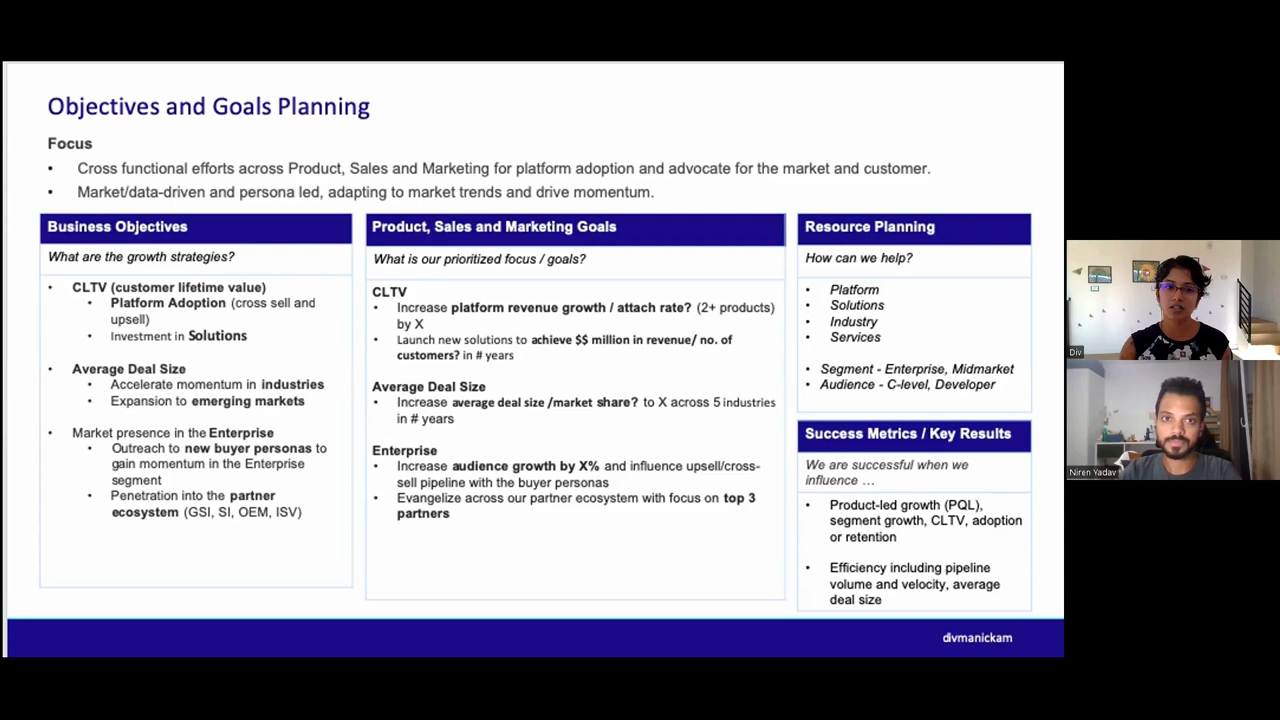 Objectives and Goals Planning
Focus
• Cross functional efforts across Product, Sales and Marketing for platform adoption and advocate for the market and customer.
• Market/data-driven and persona led, adapting to market trends and drive momentum.
Business Objectives
What are the growth strategies?
• CLTV (customer lifetime value)
• Platform Adoption (cross sell and
upsell)
• Investment in Solutions
• Average Deal Size
• Accelerate momentum in industries
• Expansion to emerging markets
• Market presence in the Enterprise
• Outreach to new buyer personas to
gain momentum in the Enterprise
segment
• Penetration into the partner
ecosystem (GSI, SI, OEM, ISV)
Product, Sales and Marketing Goals
What is our prioritized focus / goals?
CLTV
• Increase platform revenue growth / attach rate? (2+ products)
by X
• Launch new solutions to achieve $$ million in revenue/ no. of
customers? in # years
Average Deal Size
• Increase average deal size /market share? to X across 5 industries
in # years
Enterprise
• Increase audience growth by X% and influence upsell/cross-
sell pipeline with the buyer personas
• Evangelize across our partner ecosystem with focus on top 3
partners
Resource Planning
How can we help?
• Platform
• Solutions
• Industry
• Services
• Segment - Enterprise, Midmarket
• Audience - C-level, Developer
Success Metrics / Key Results
We are successful when we
influence ...
• Product-led growth (PQL),
segment growth, CLTV, adoption
or retention
• Efficiency including pipeline
volume and velocity, average
deal size
divmanickam
Div
Niren Yadav